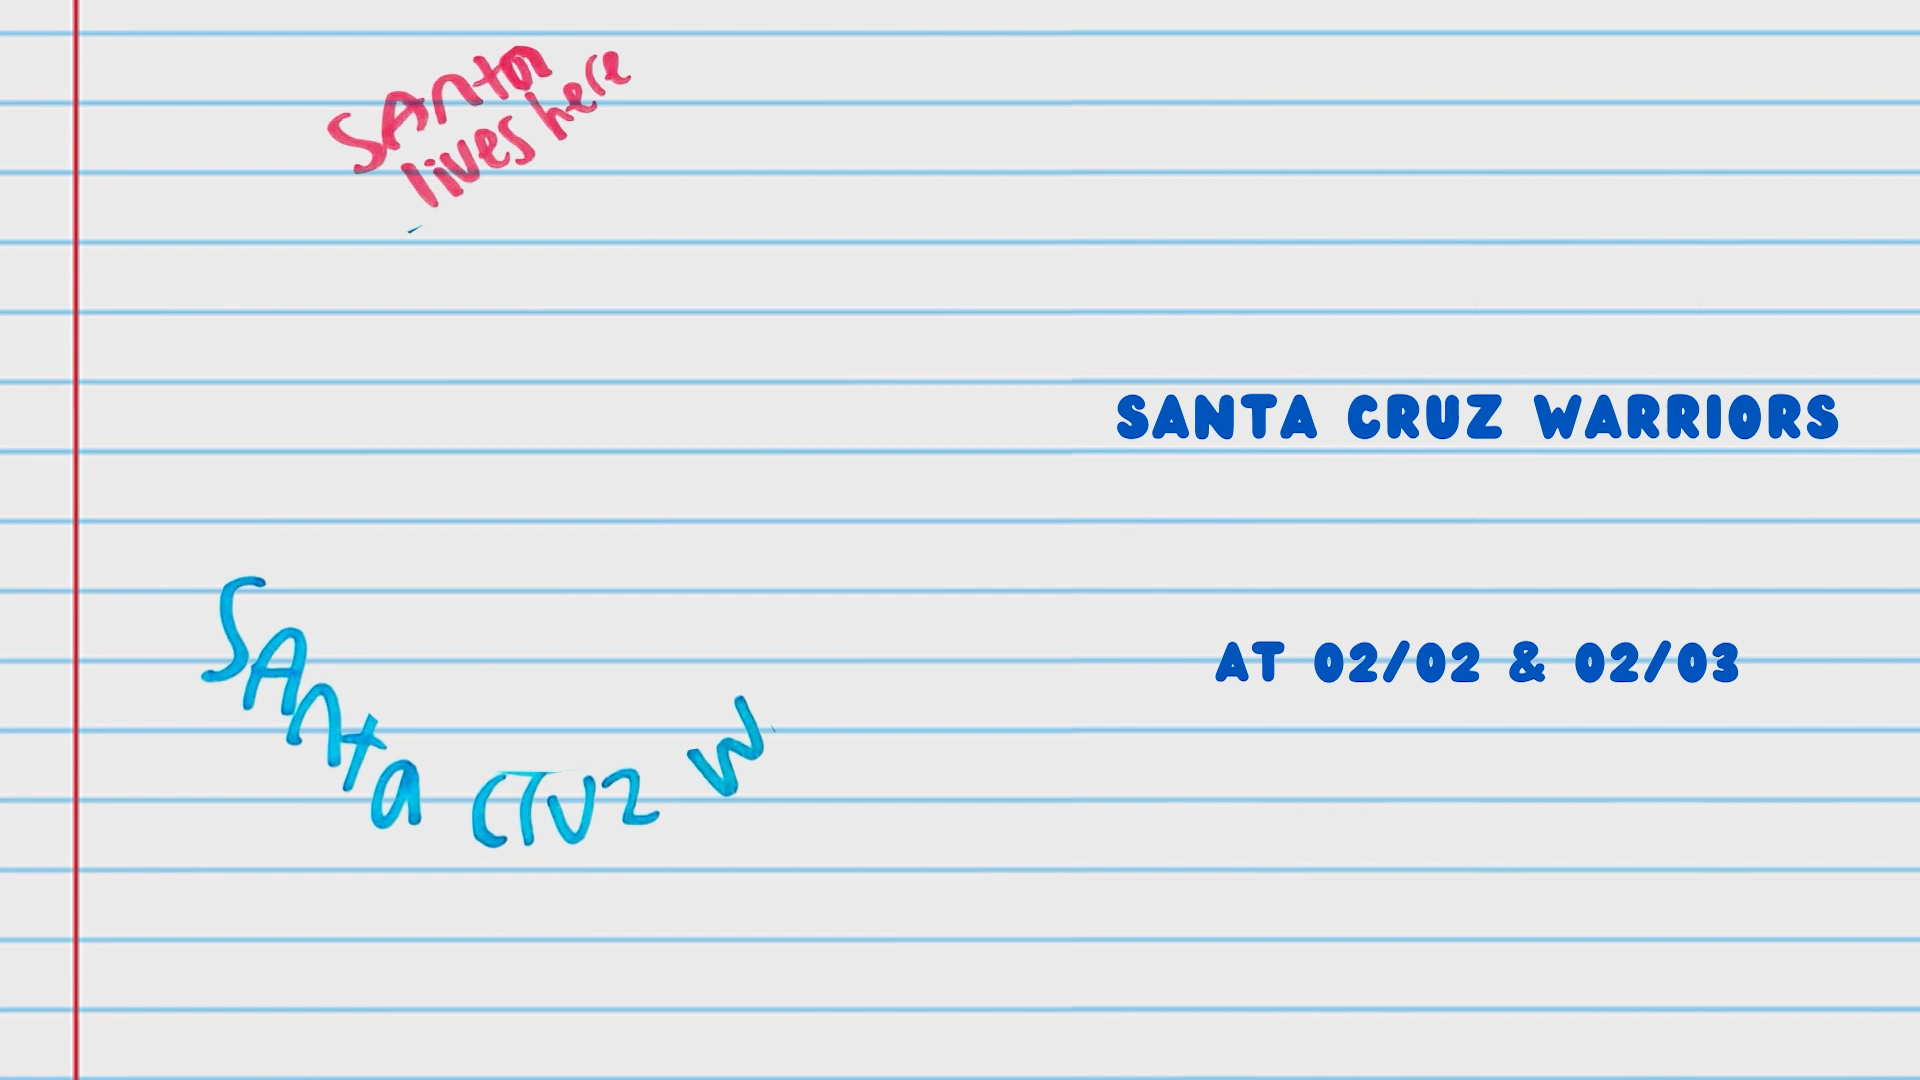 SAnta
lives here
SANTA CRUZ WARRIORS
AT 02/02 & 02/03
SAnta Cruz W